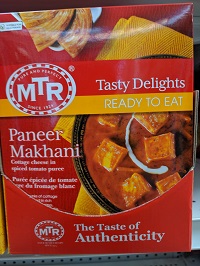 PURE AND PERFECT
MTR
SINCE 1924
Tasty Delights
READY TO EAT
Paneer
Makhani
Cottage cheese in
spiced tomato puree
Purée épicée de tomate
avec du fromage blanc
MTR
The Taste of
Authenticity